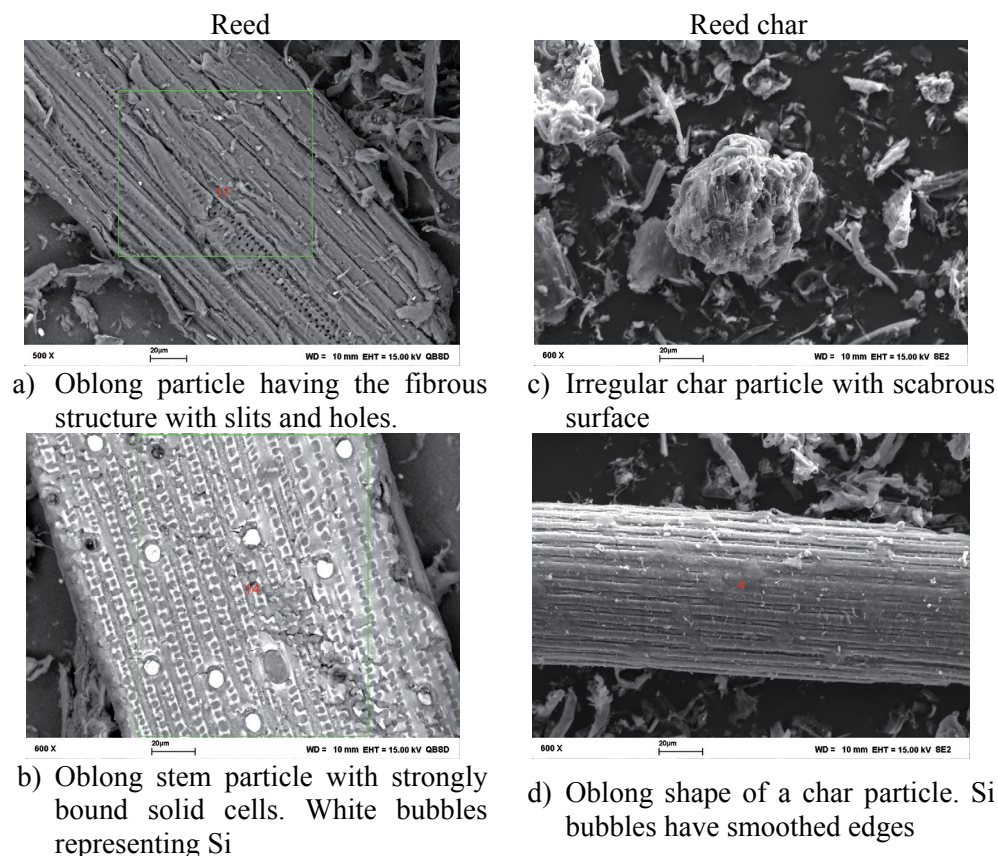 Reed
Reed char
17
500 X
20µm
WD = 10 mm EHT = 15.00 kV QBSD
600 X
20µm
WD = 10 mm EHT = 15.00 kV SE2
a) Oblong particle having the fibrous
structure with slits and holes.
c) Irregular char particle with scabrous
surface
14
600 X
20µm
WD = 10 mm EHT = 15.00 kV QBSD
4
600 X
20µm
WD = 10 mm EHT = 15.00 kV SE2
b) Oblong stem particle with strongly
bound solid cells. White bubbles
representing Si
d) Oblong shape of a char particle. Si
bubbles have smoothed edges